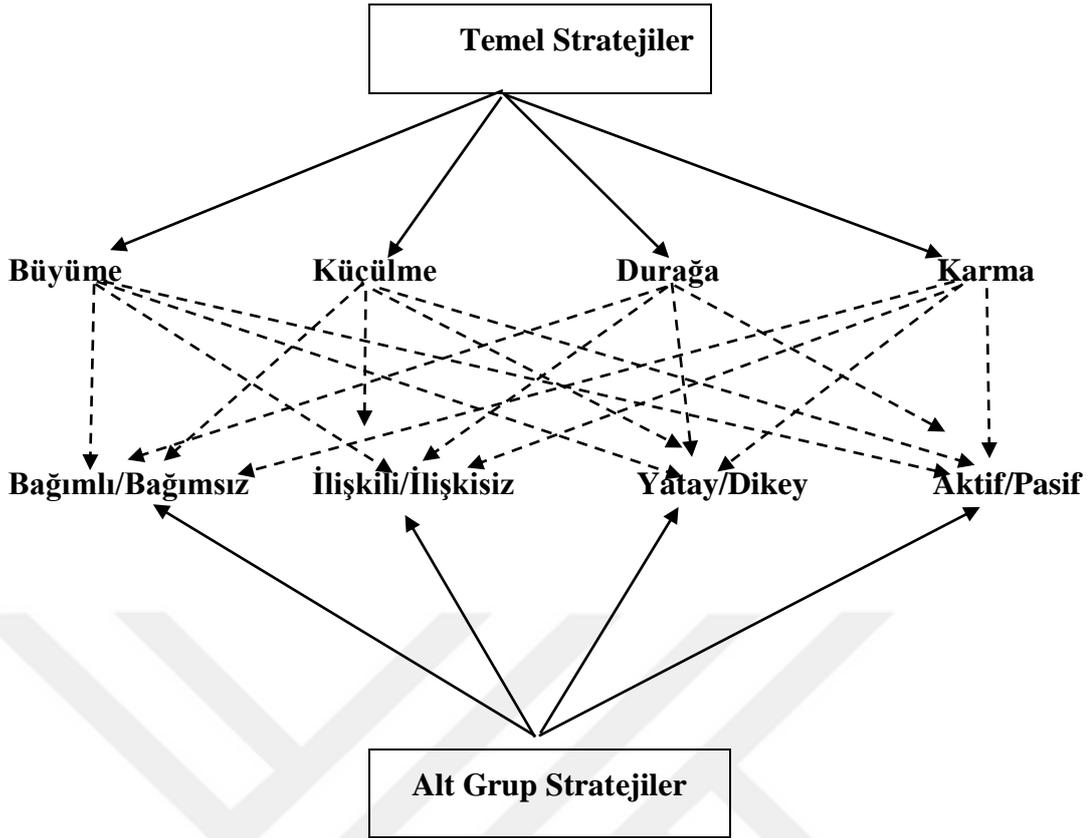 Temel Stratejiler
Büyüme Küçülme Durağa Karma
Bağımlı/Bağımsız İlişkili/İlişkisiz Yatay/Dikey Aktif/Pasif
Alt Grup Stratejiler